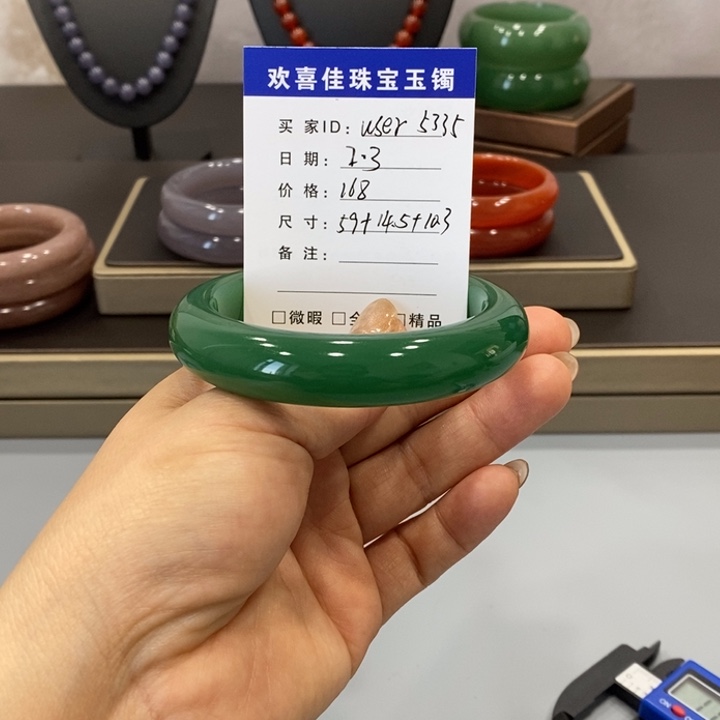 欢喜佳珠宝玉镯
买家ID: user 5335
日期: 2.3
价格: 168
尺寸: 59+14.5+10.3
备注:
□微暇 □ □精品